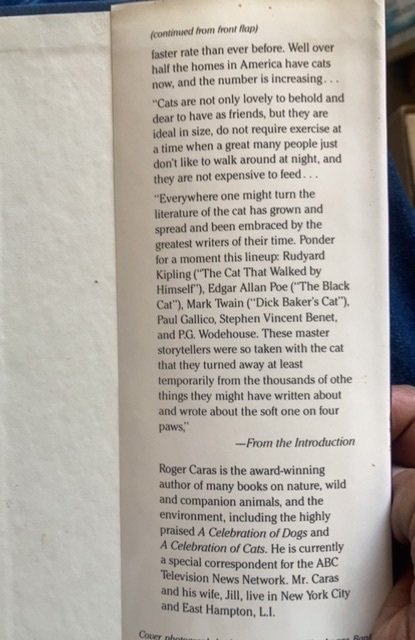 (continued from front flap)
faster rate than ever before. Well over
half the homes in America have cats
now, and the number is increasing...
"Cats are not only lovely to behold and
dear to have as friends, but they are
ideal in size, do not require exercise at
a time when a great many people just
don't like to walk around at night, and
they are not expensive to feed...
"Everywhere one might turn the
literature of the cat has grown and
spread and been embraced by the
greatest writers of their time. Ponder
for a moment this lineup: Rudyard
Kipling ("The Cat That Walked by
Himself"), Edgar Allan Poe ("The Black
Cat"), Mark Twain ("Dick Baker's Cat"),
Paul Gallico, Stephen Vincent Benet,
and P.G. Wodehouse. These master
storytellers were so taken with the cat
that they turned away at least
temporarily from the thousands of othe
things they might have written about
and wrote about the soft one on four
paws,"
—From the Introduction
Roger Caras is the award-winning
author of many books on nature, wild
and companion animals, and the
environment, including the highly
praised A Celebration of Dogs and
A Celebration of Cats. He is currently
a special correspondent for the ABC
Television News Network. Mr. Caras
and his wife, Jill, live in New York City
and East Hampton, L.I.
Cover